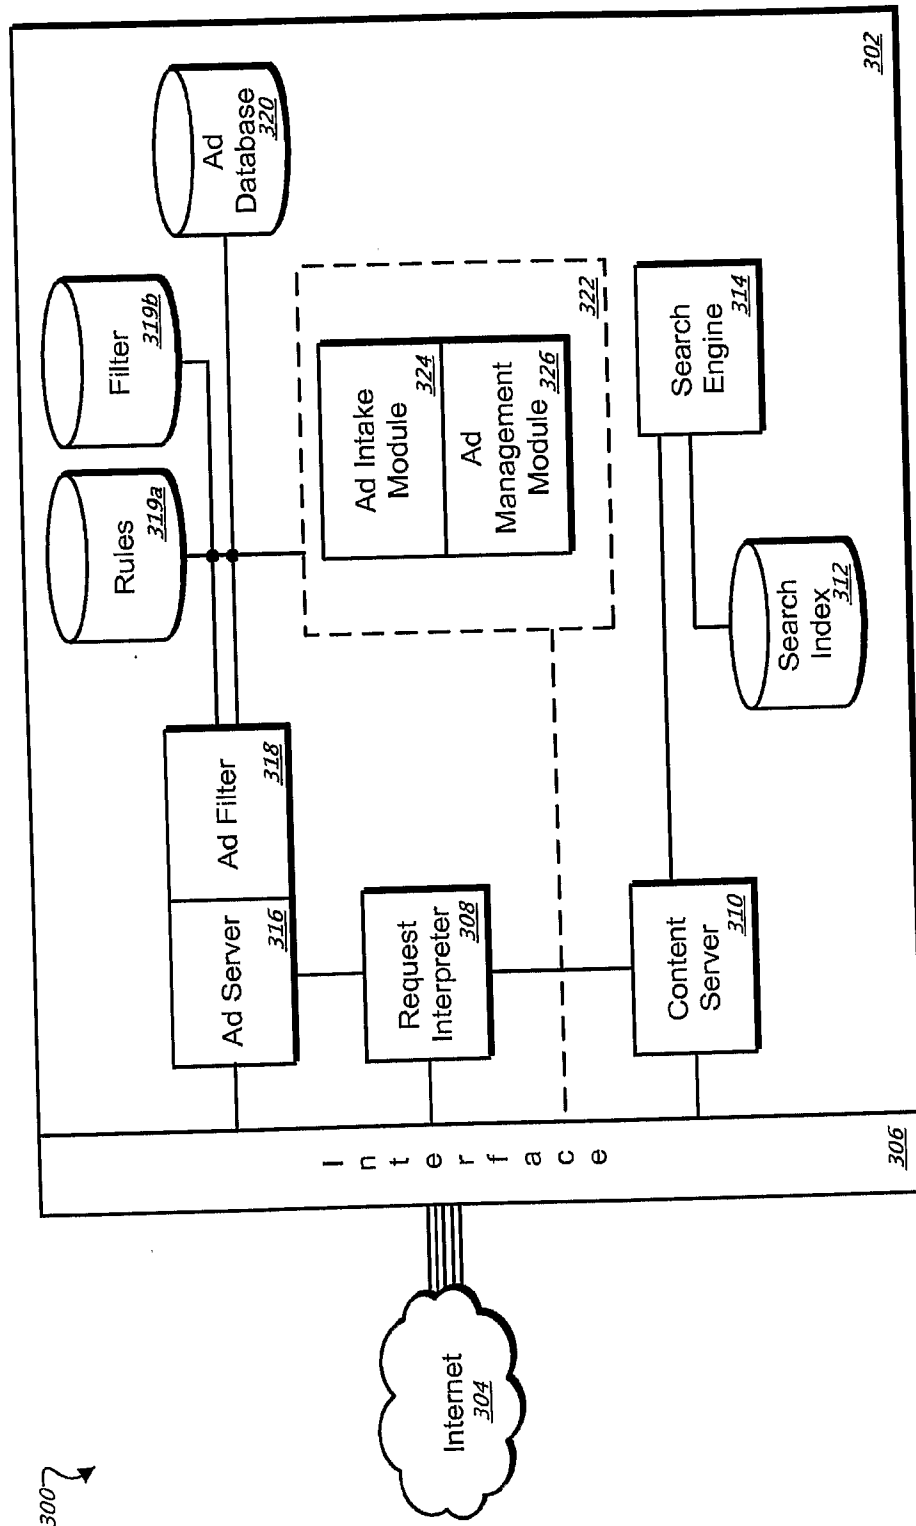 300
Internet
304
Interface
306
Ad Server
316
Ad Filter
318
Rules
319a
Filter
319b
Ad
Database
320
Request
Interpreter
308
Ad Intake
Module
324
Ad
Management
Module
326
322
Content
Server
310
Search
Index
312
Search
Engine
314
302